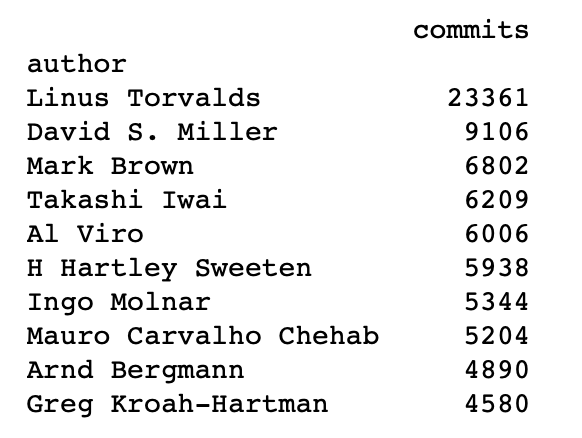 commits
author
Linus Torvalds 23361
David S. Miller 9106
Mark Brown 6802
Takashi Iwai 6209
Al Viro 6006
H Hartley Sweeten 5938
Ingo Molnar 5344
Mauro Carvalho Chehab 5204
Arnd Bergmann 4890
Greg Kroah-Hartman 4580